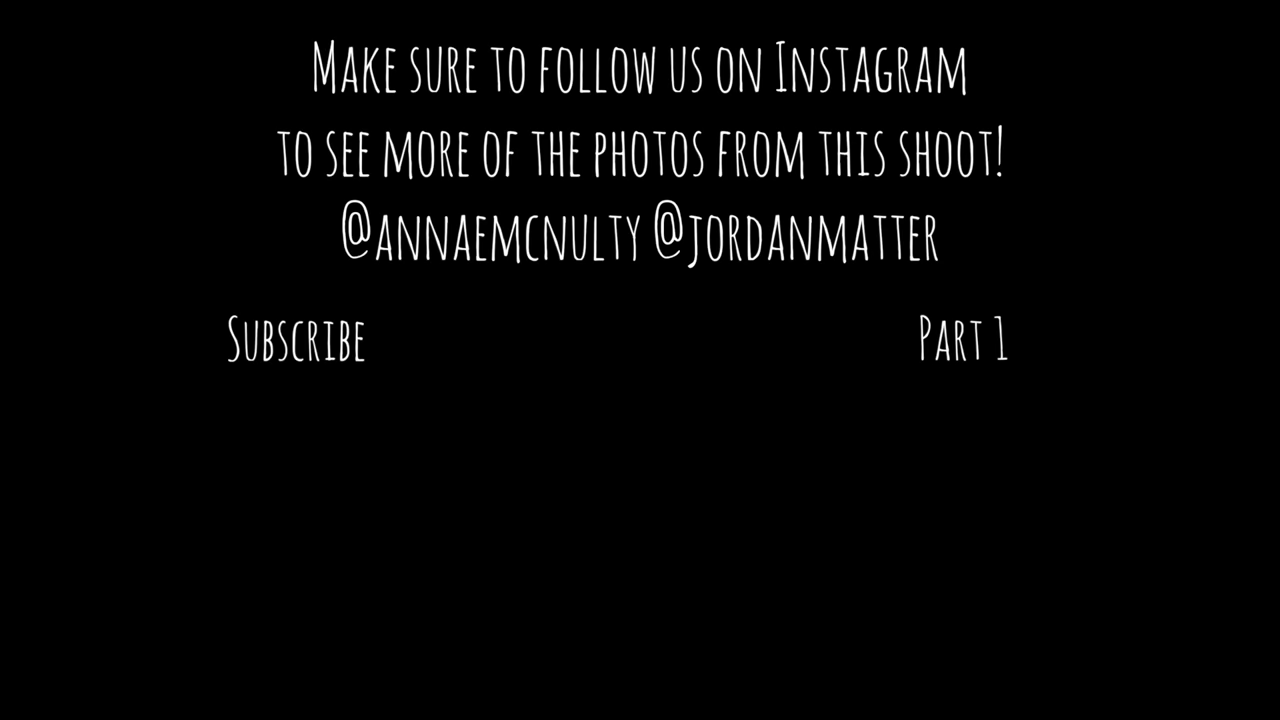 Make sure to follow us on Instagram
to see more of the photos from this shoot!
@annaemcnulty @jordanmatter
Subscribe
Part 1